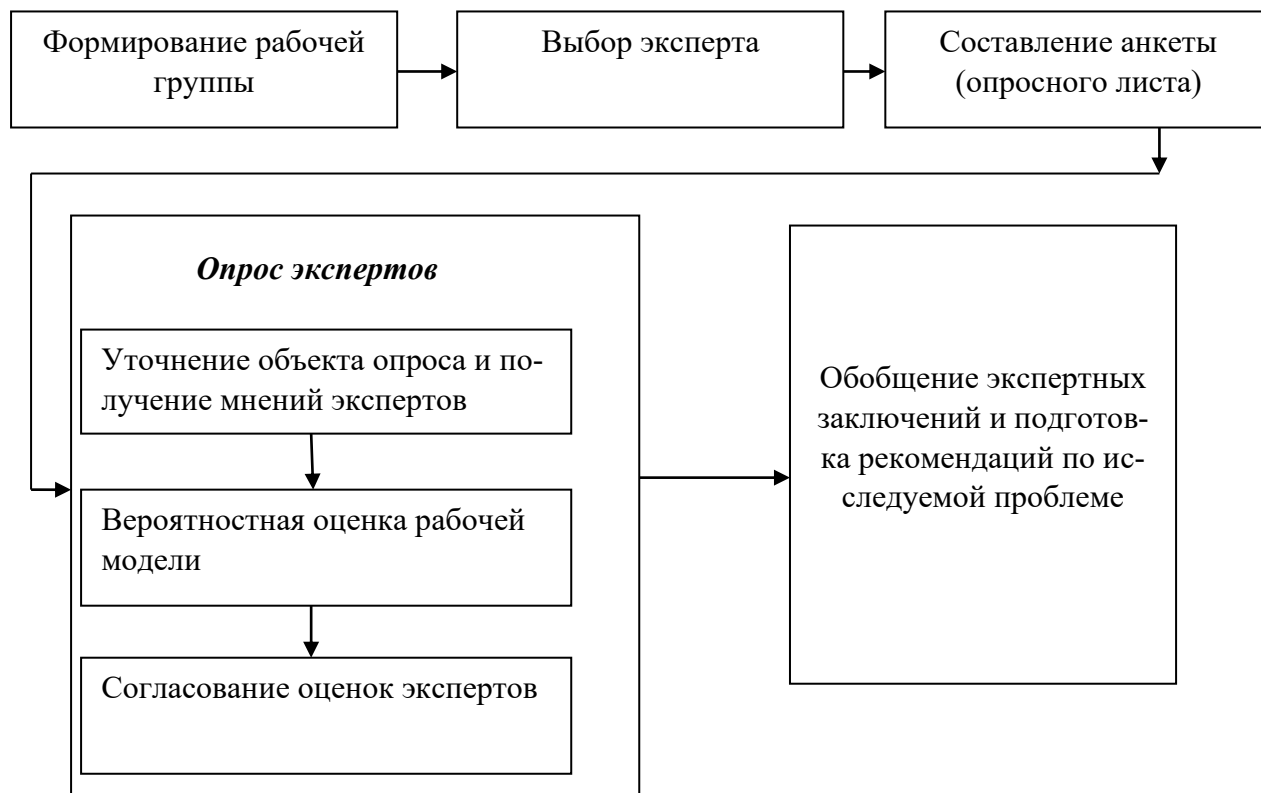 Формирование рабочей
группы
Выбор эксперта
Составление анкеты
(опросного листа)
Опрос экспертов
Уточнение объекта опроса и по-
лучение мнений экспертов
Вероятностная оценка рабочей
модели
Согласование оценок экспертов
Обобщение экспертных
заключений и подготов-
ка рекомендаций по ис-
следуемой проблеме